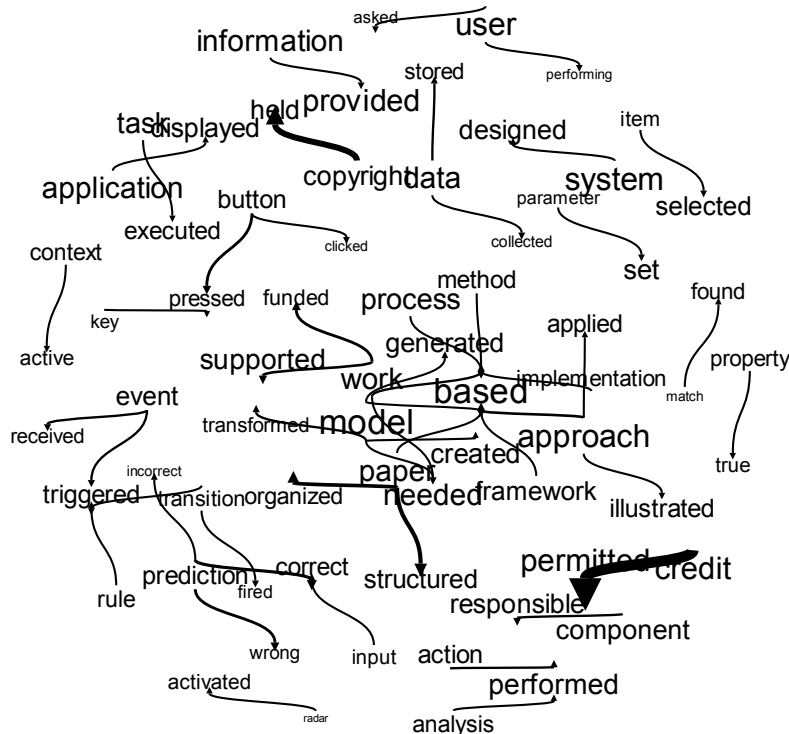 asked
user
information
performing
stored
held
provided
task
displayed
designed
item
copyright
data
system
application
button
parameter
selected
executed
clicked
collected
context
set
method
found
pressed
funded
process
key
applied
generated
active
supported
property
work
based
implementation
match
event
transformed
model
received
approach
created
incorrect
paper
true
triggered
transition
organized
needed
framework
illustrated
prediction
correct
structured
permitted
credit
rule
fired
responsible
component
wrong
input
action
activated
performed
radar
analysis